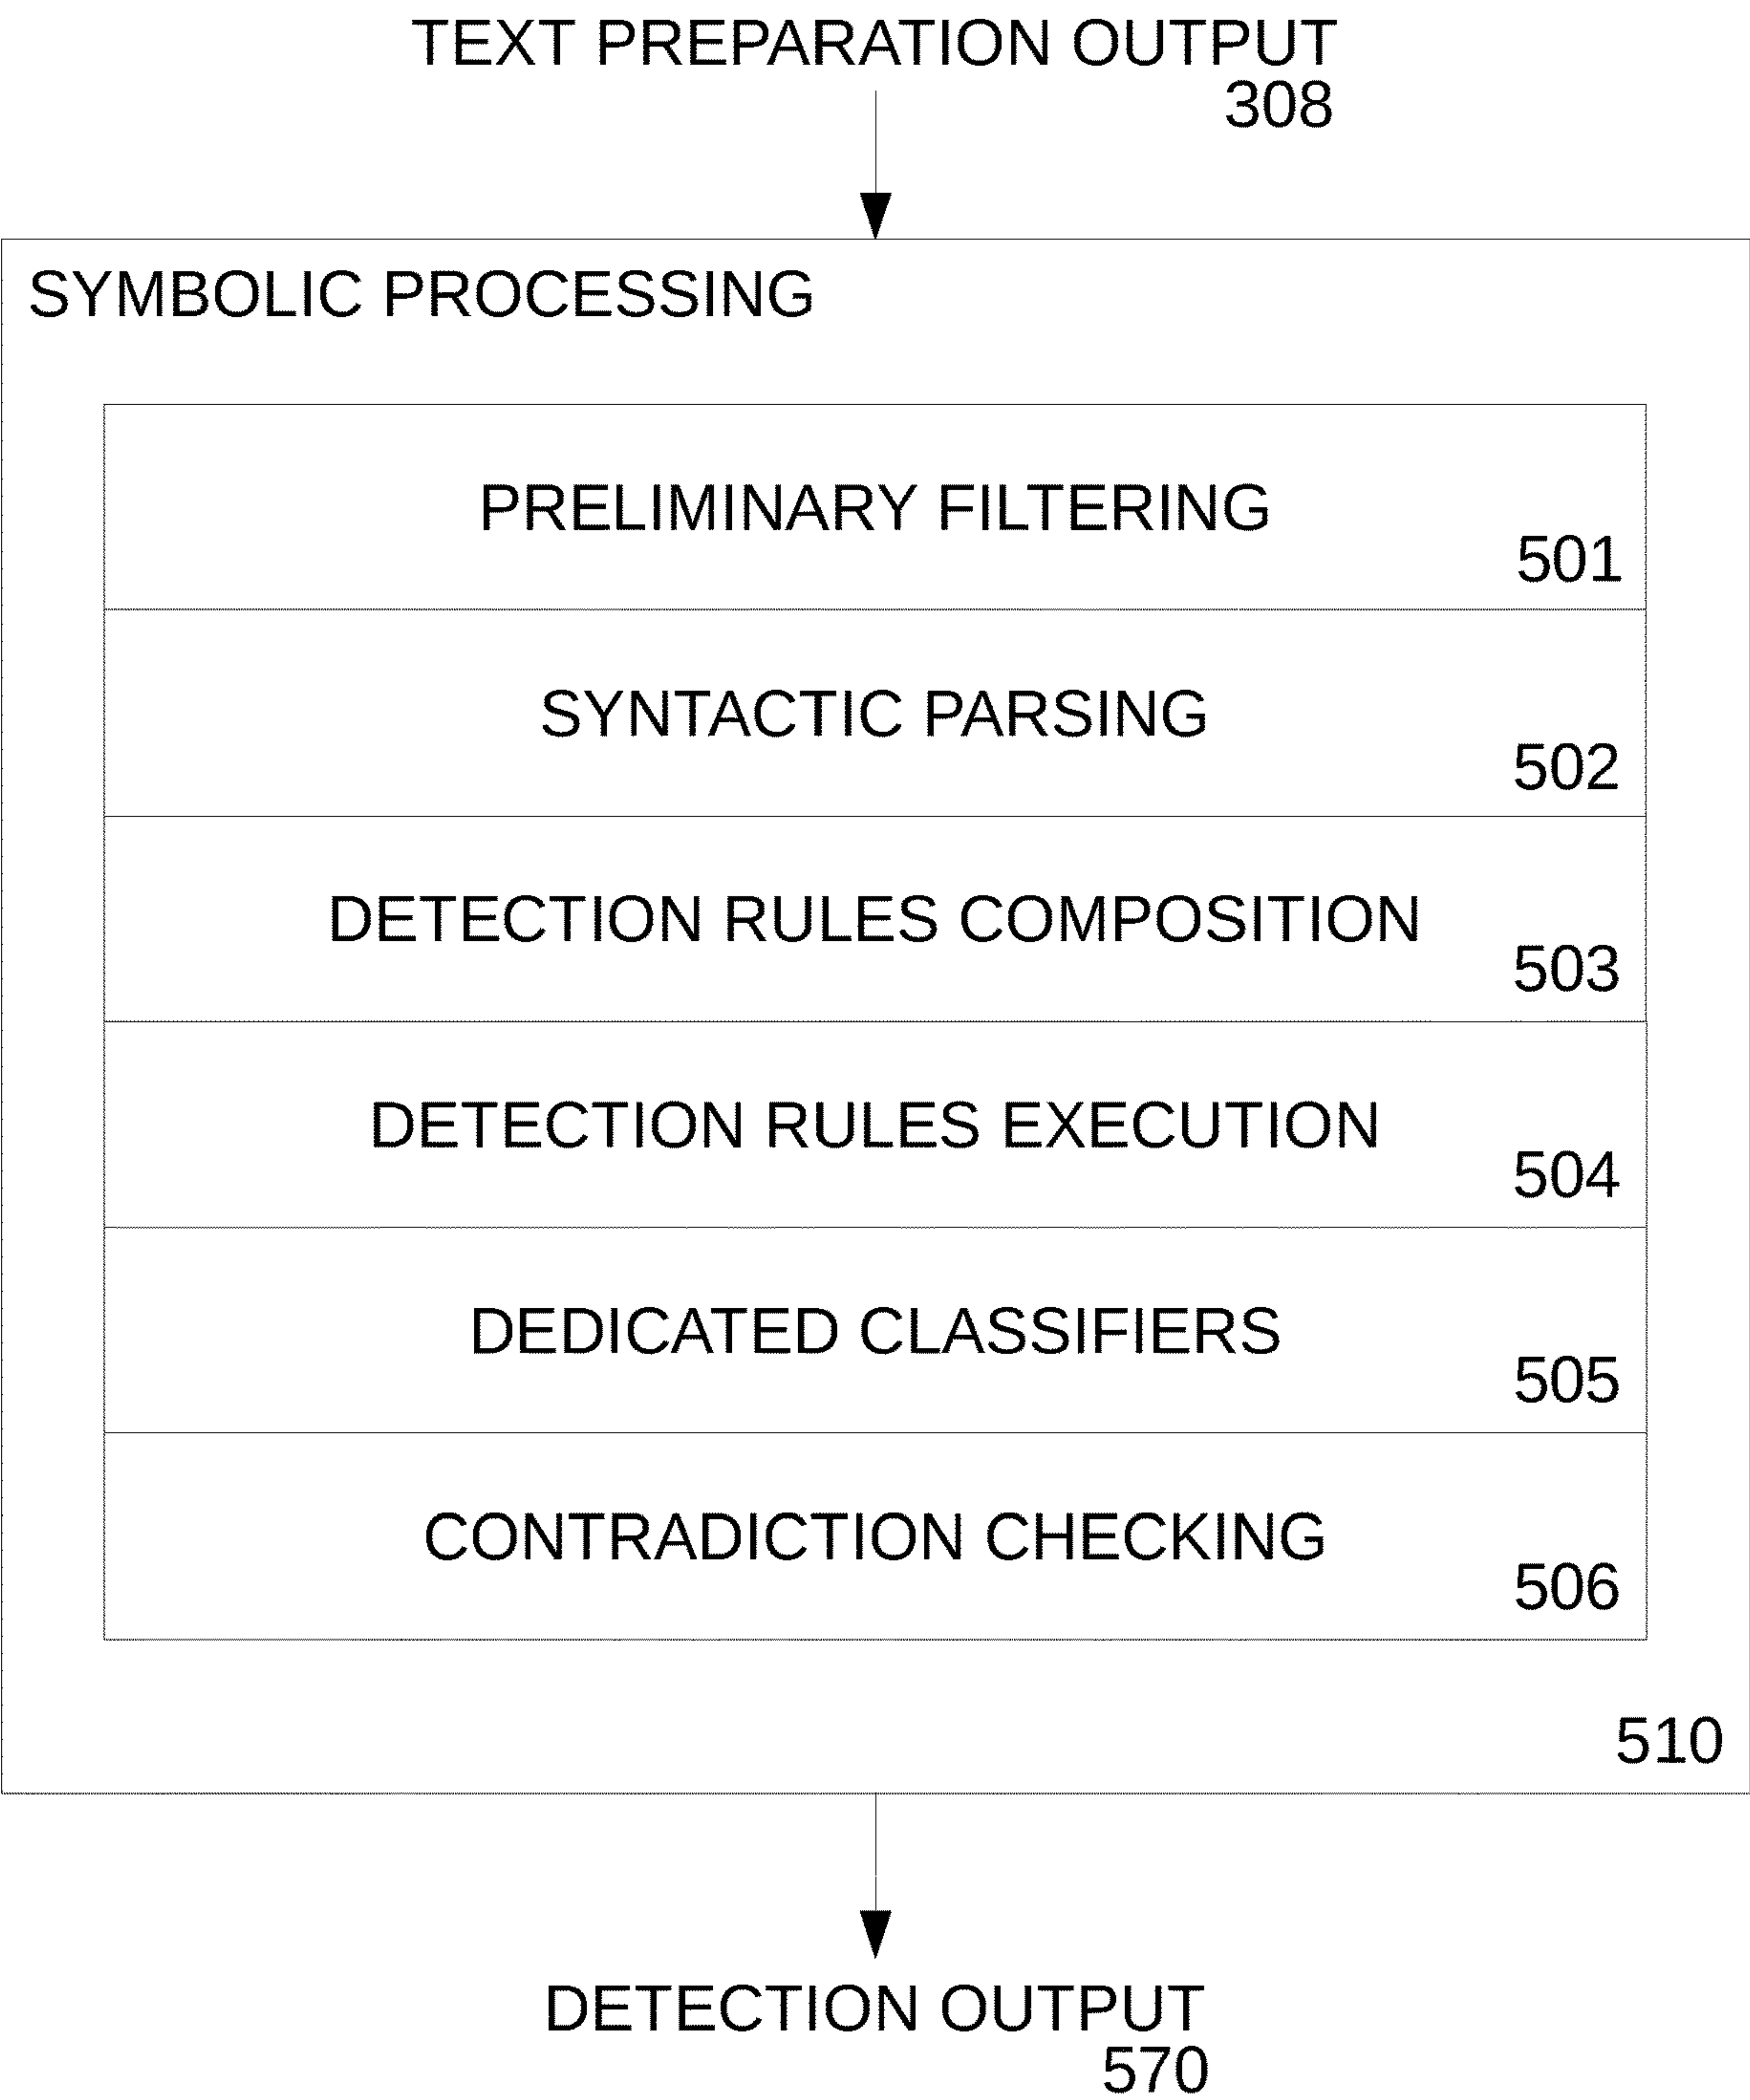 TEXT PREPARATION OUTPUT
308
SYMBOLIC PROCESSING
PRELIMINARY FILTERING
501
SYNTACTIC PARSING
502
DETECTION RULES COMPOSITION
503
DETECTION RULES EXECUTION
504
DEDICATED CLASSIFIERS
505
CONTRADICTION CHECKING
506
510
DETECTION OUTPUT
570